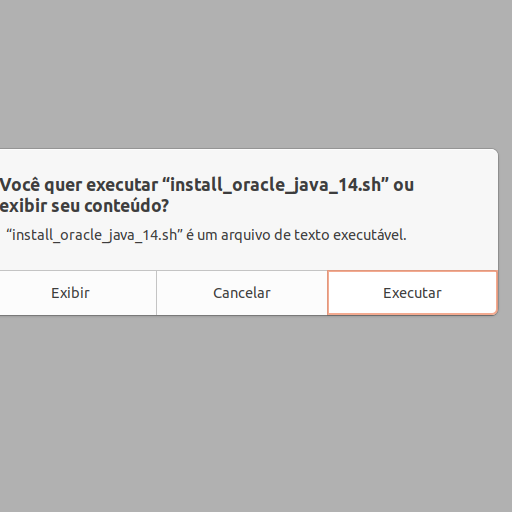 Você quer executar “install_oracle_java_14.sh” ou
exibir seu conteúdo?
“install_oracle_java_14.sh” é um arquivo de texto executável.
Exibir
Cancelar
Executar